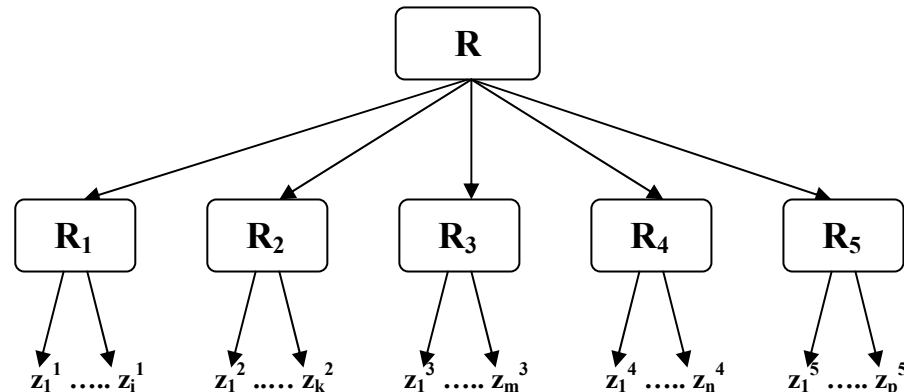 R
R₁ R₂ R₃ R₄ R₅
z₁¹ ….. zᵢ¹ z₁² ..… zₖ² z₁³ ….. zₘ³ z₁⁴ ….. zₙ⁴ z₁⁵ ….. zₚ⁵